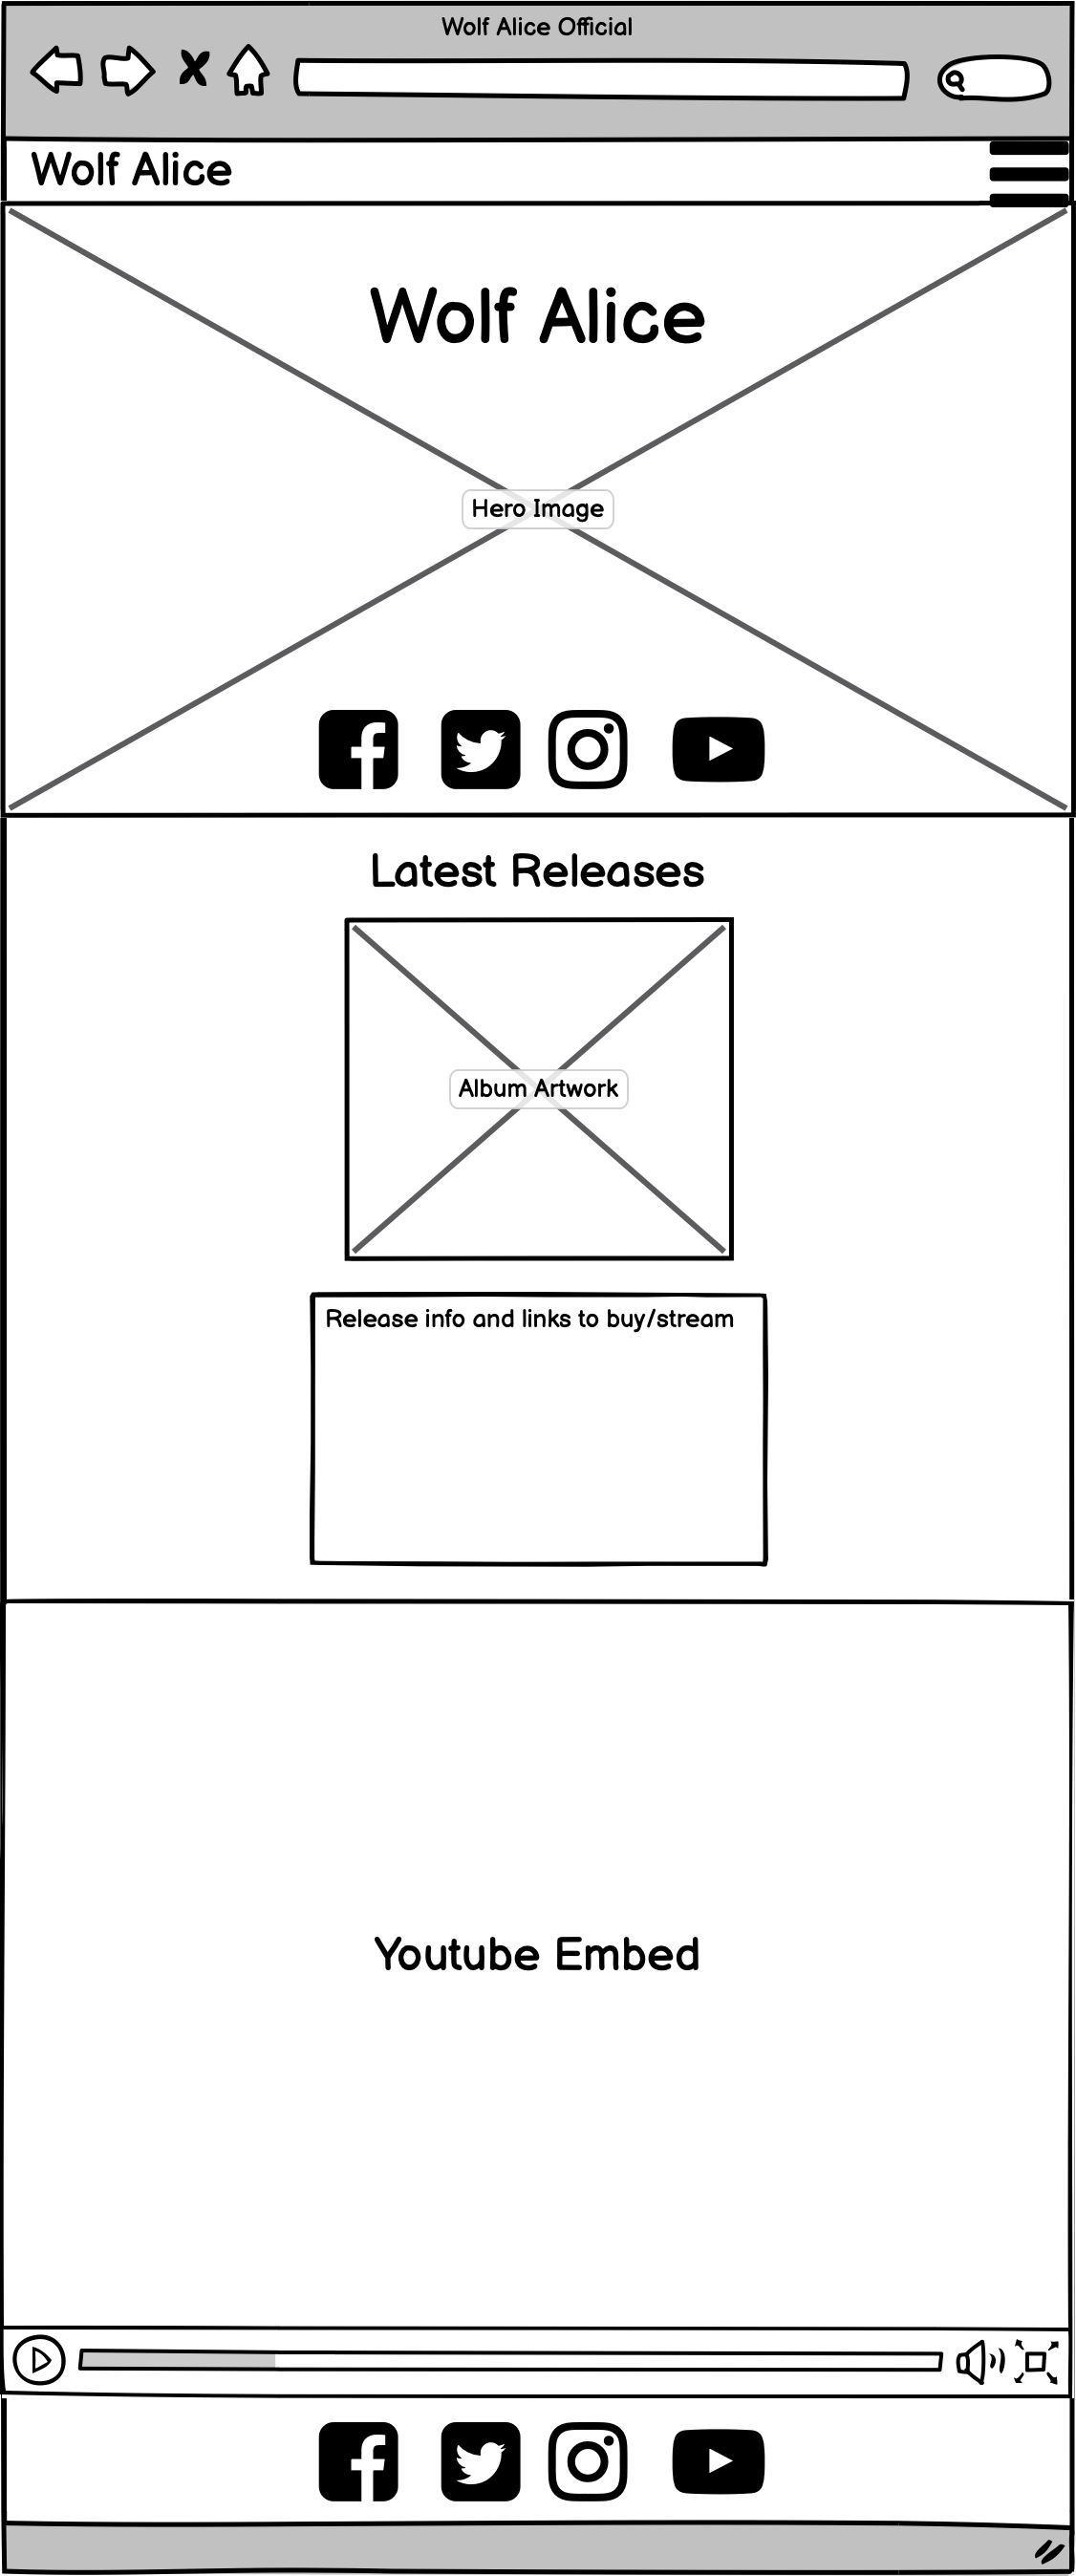 Wolf Alice Official
Wolf Alice
Wolf Alice
Hero Image
Latest Releases
Album Artwork
Release info and links to buy/stream
Youtube Embed